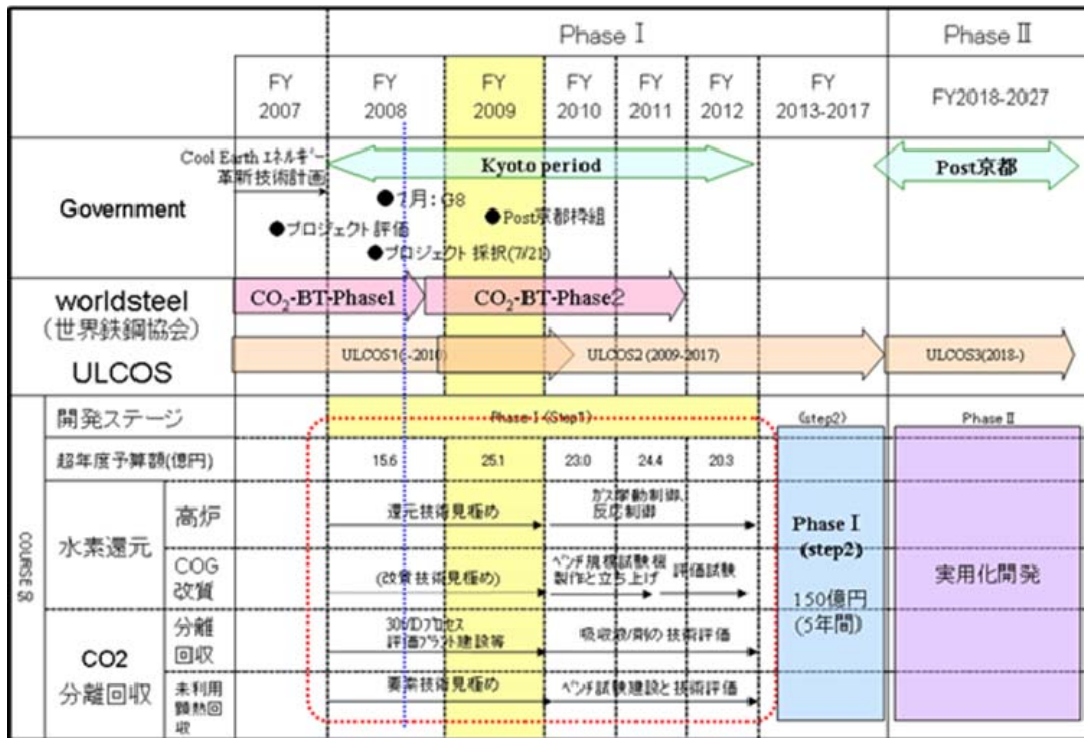 Phase Ⅰ
Phase Ⅱ
FY
2007
FY
2008
FY
2009
FY
2010
FY
2011
FY
2012
FY
2013-2017
FY2018-2027
Government
Cool Earth エネルギー
革新技術計画
Kyoto period
Post京都
7月：G8
Post京都枠組
プロジェクト評価
プロジェクト採択(7/21)
worldsteel
（世界鉄鋼協会）
CO₂-BT-Phase1
CO₂-BT-Phase2
ULCOS
ULCOS1( -2010)
ULCOS2 (2009-2017)
ULCOS3(2018-)
COURSE50
開発ステージ
Phase-Ⅰ (Step1)
(step2)
Phase Ⅱ
超年度予算額(億円)
15.6
25.1
23.0
24.4
20.3
水素還元
高炉
還元技術見極め
ガス挙動制御、
反応制御
COG
改質
(改質技術見極め)
ベンチ規模試験機
製作と立ち上げ
評価試験
CO2
分離回収
分離
回収
30t/Dプロセス
評価プラント建設等
吸収液/剤の技術評価
未利用
顕熱回
収
要素技術見極め
ベンチ試験建設と技術評価
Phase Ⅰ
(step2)
150億円
(5年間)
実用化開発